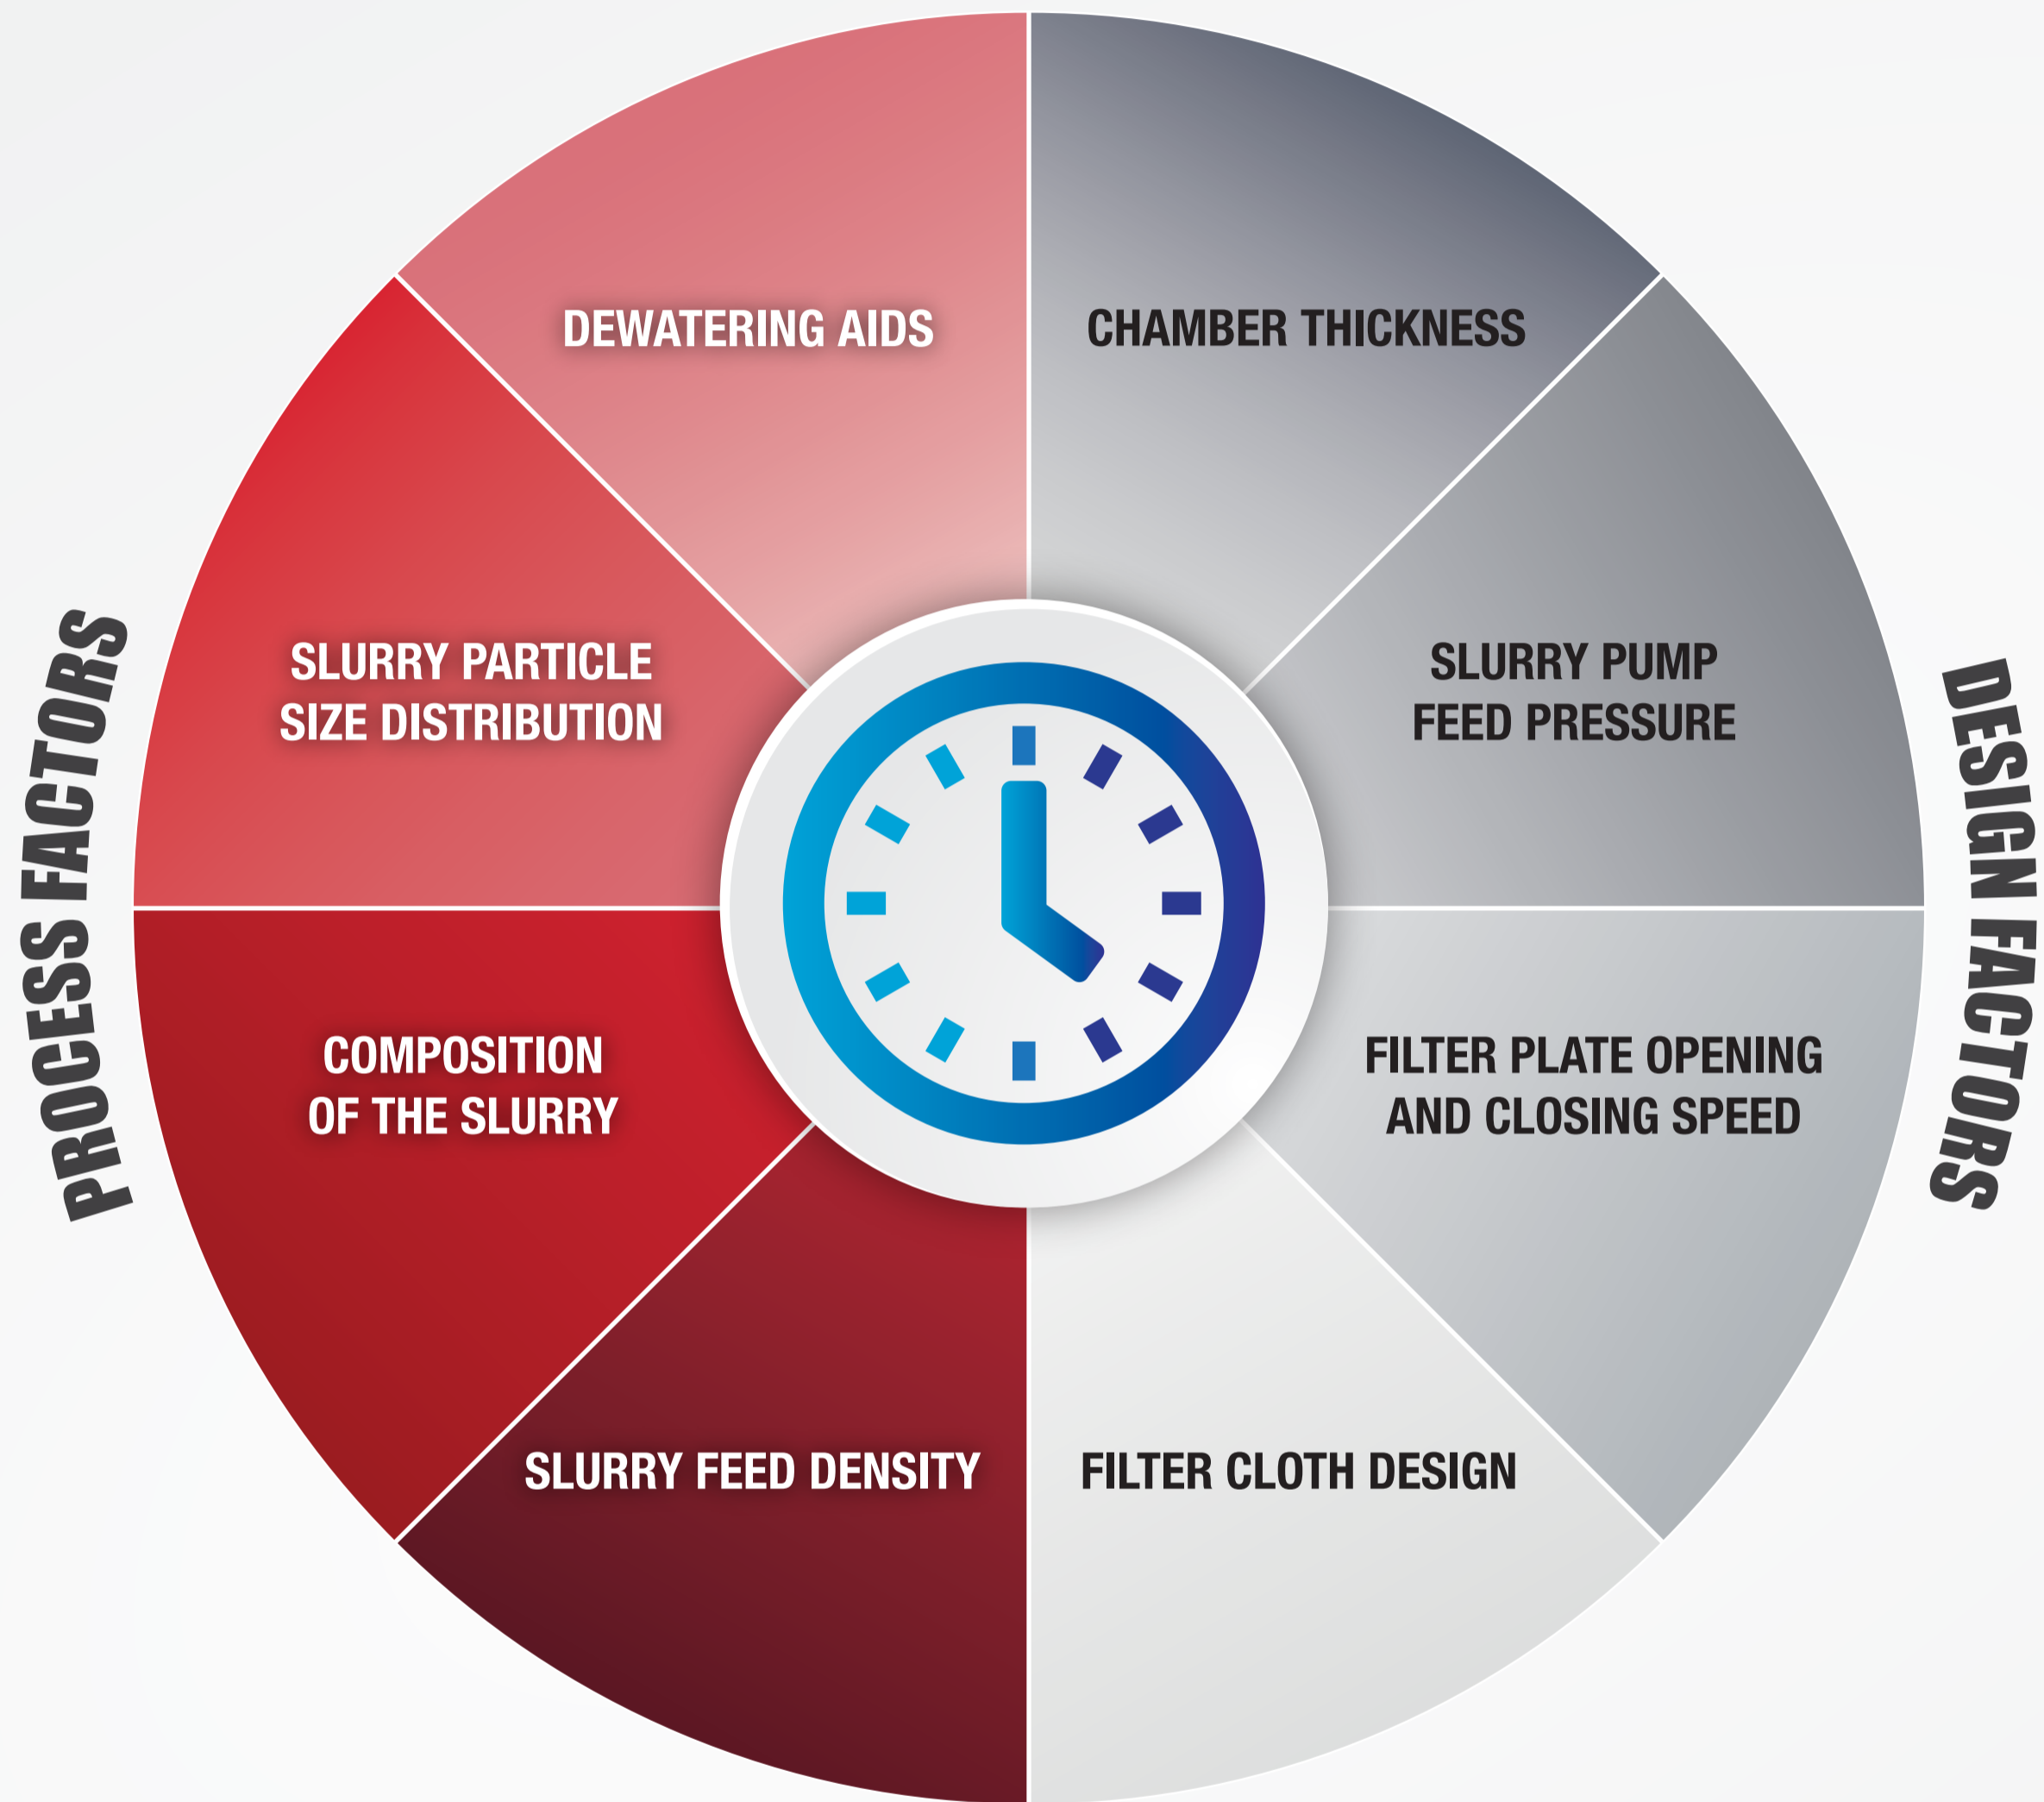 DEWATERING AIDS
CHAMBER THICKNESS
SLURRY PARTICLE
SIZE DISTRIBUTION
SLURRY PUMP
FEED PRESSURE
PROCESS FACTORS
DESIGN FACTORS
COMPOSITION
OF THE SLURRY
FILTER PLATE OPENING
AND CLOSING SPEED
SLURRY FEED DENSITY
FILTER CLOTH DESIGN